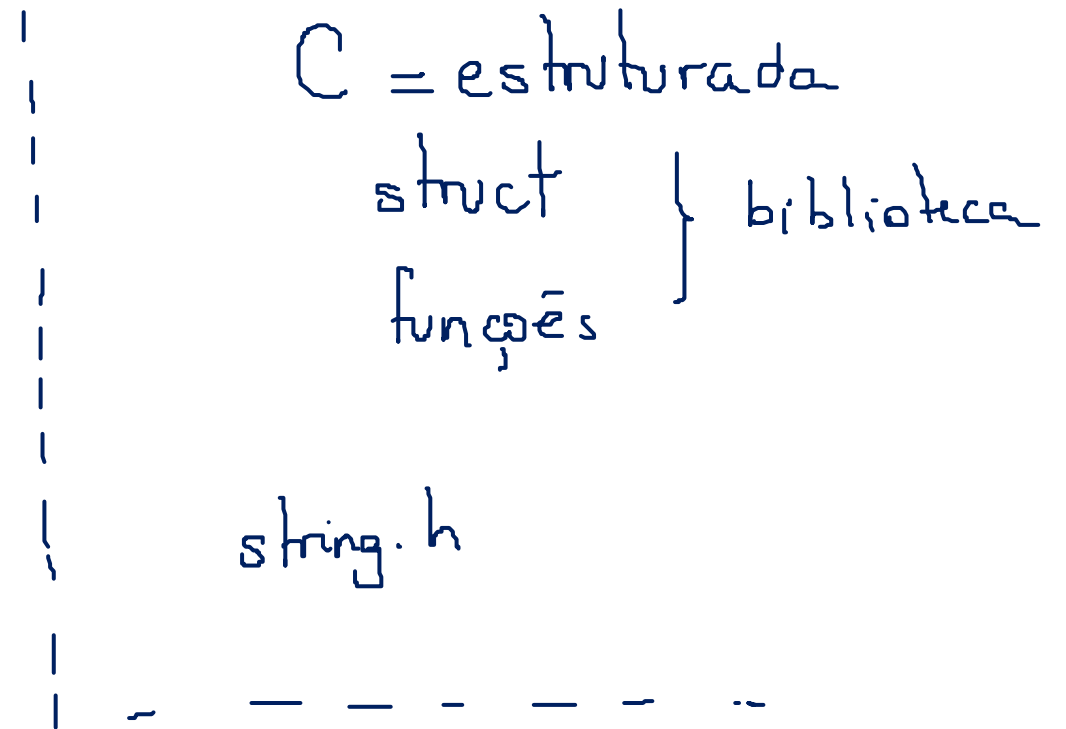 C = estruturada
struct } biblioteca
funções
string.h